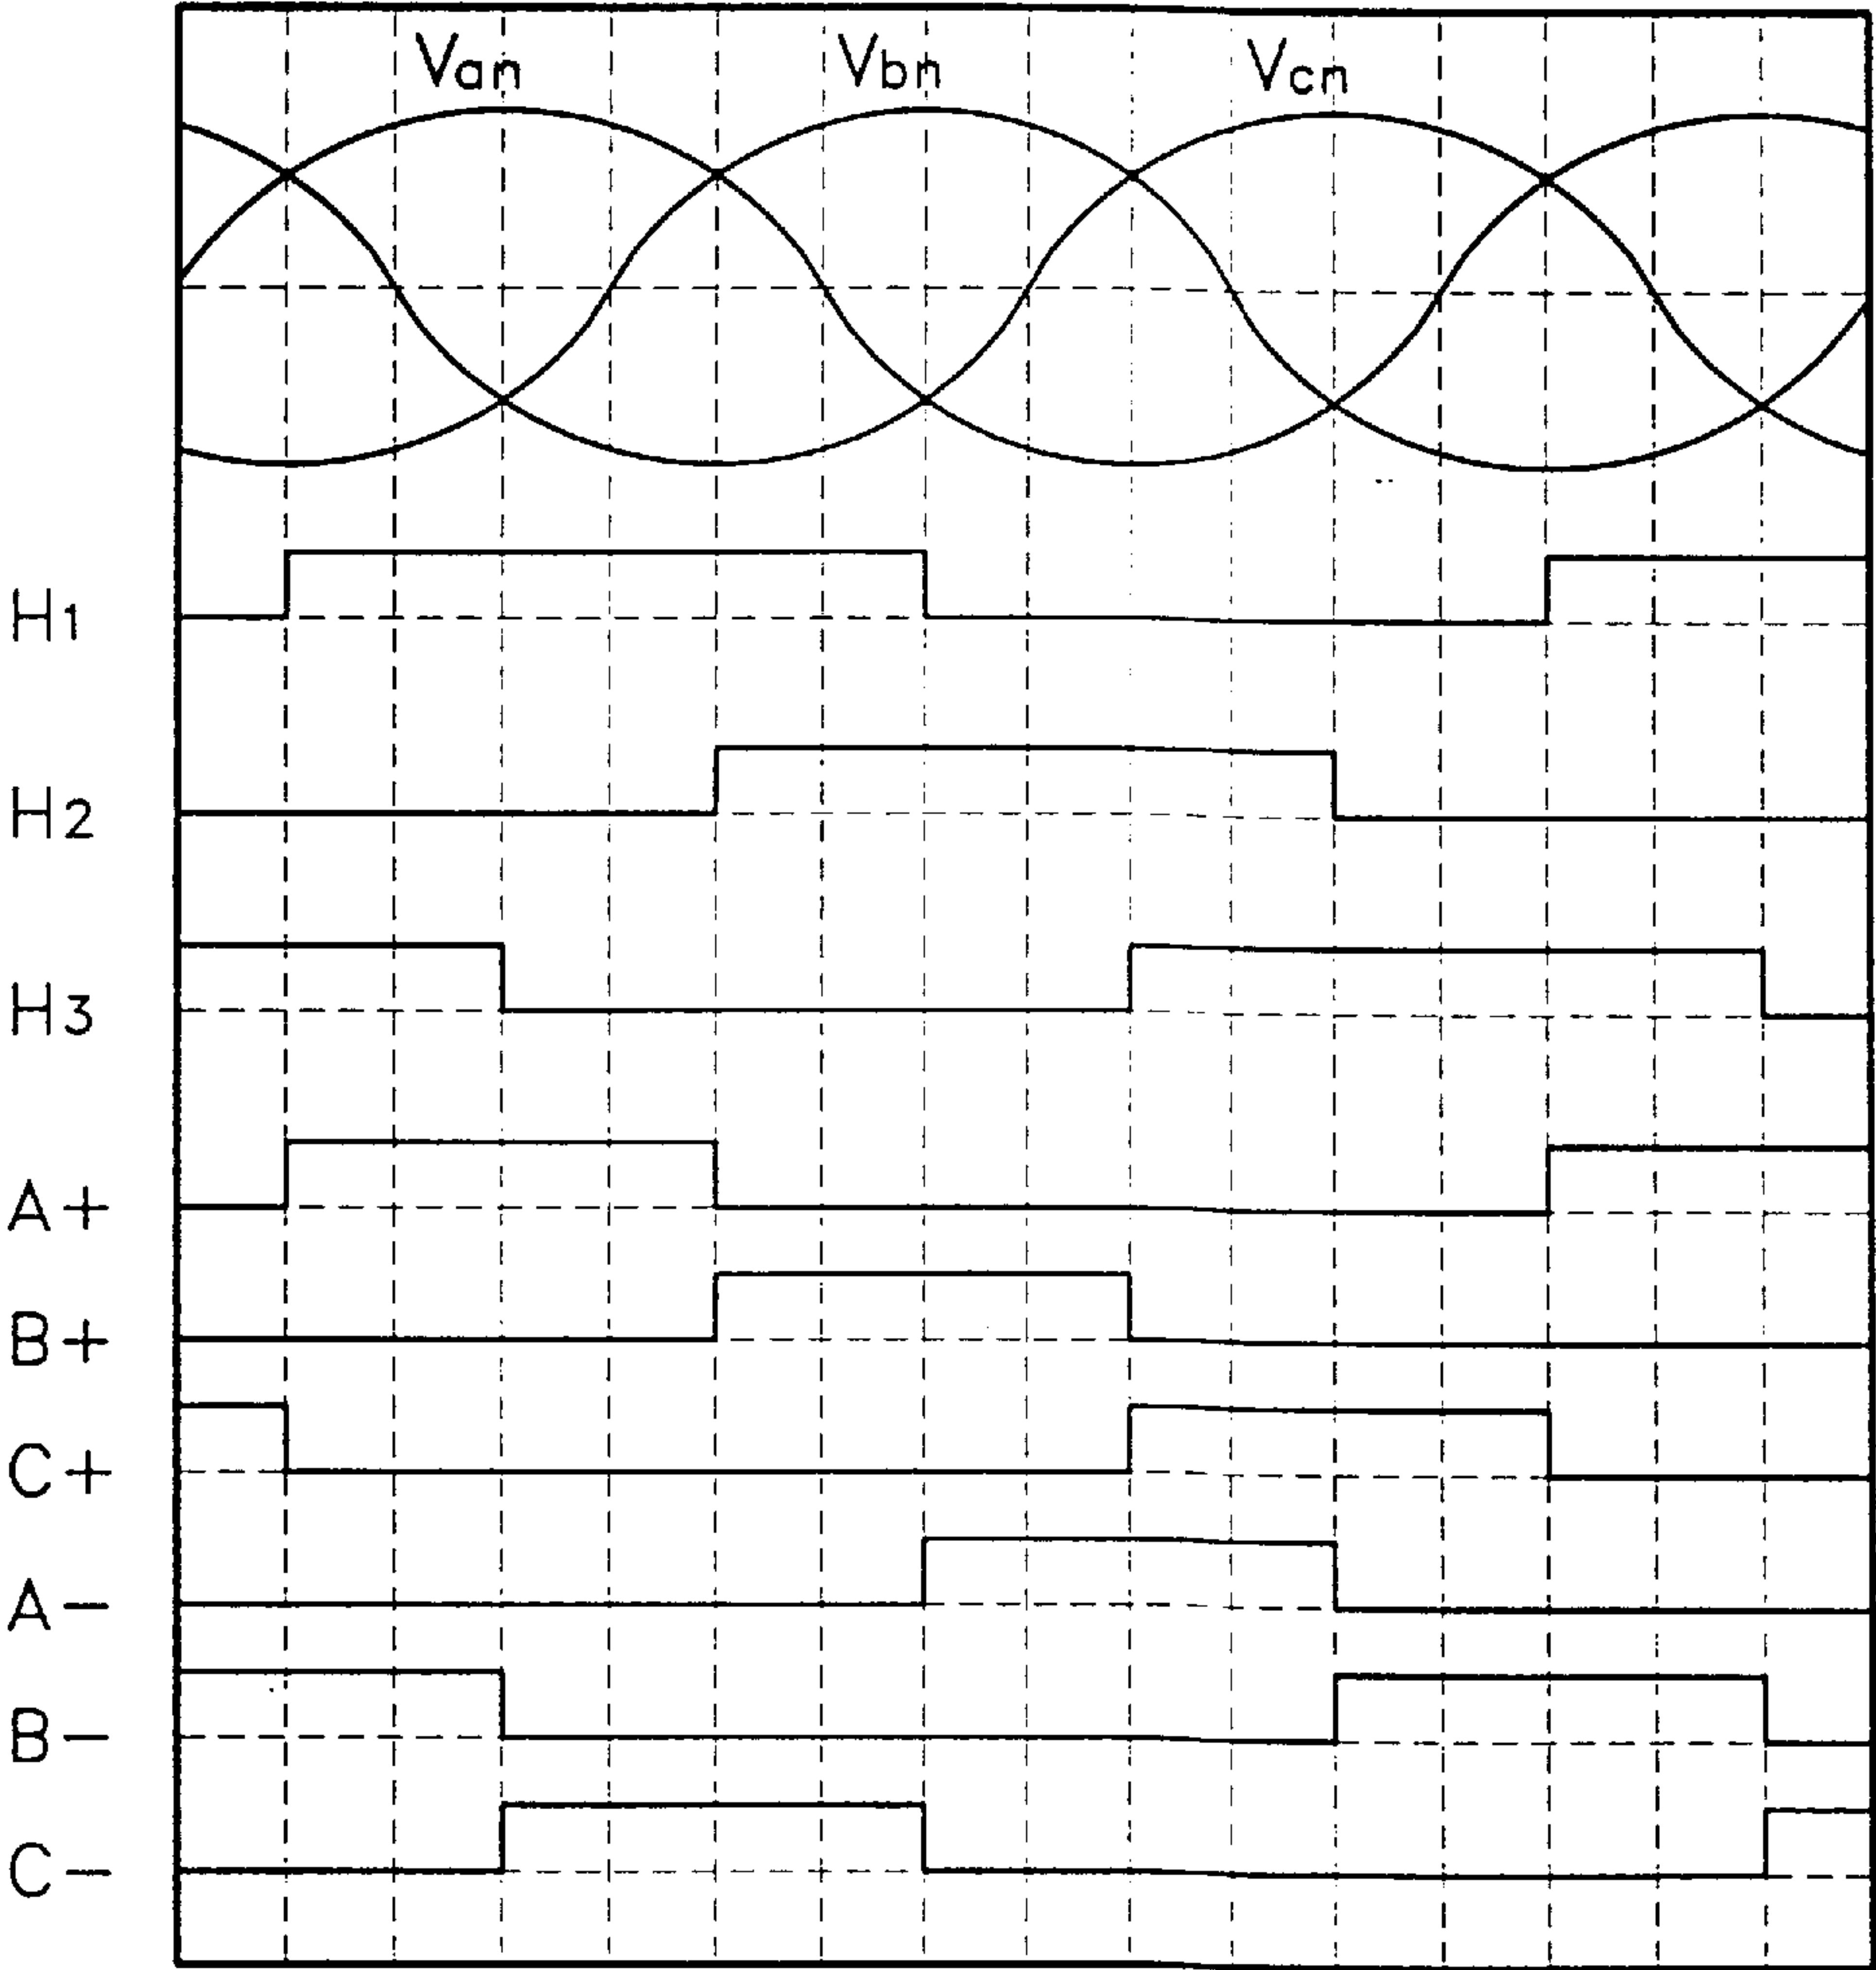 Van Vbn Vcn
H1
H2
H3
A+
B+
C+
A−
B−
C−